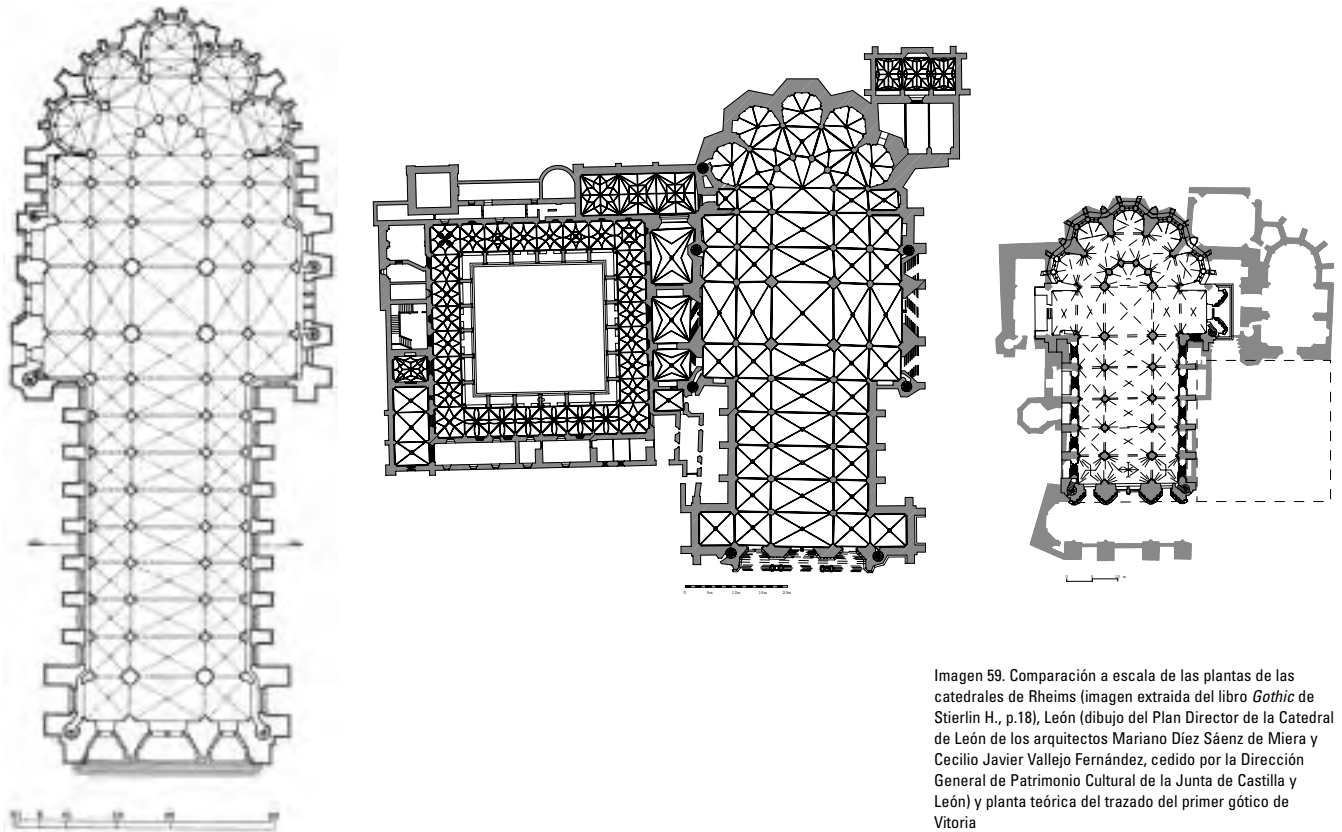 Imagen 59. Comparación a escala de las plantas de las
catedrales de Rheims (imagen extraida del libro Gothic de
Stierlin H., p.18), León (dibujo del Plan Director de la Catedral
de León de los arquitectos Mariano Díez Sáenz de Miera y
Cecilio Javier Vallejo Fernández, cedido por la Dirección
General de Patrimonio Cultural de la Junta de Castilla y
León) y planta teórica del trazado del primer gótico de
Vitoria